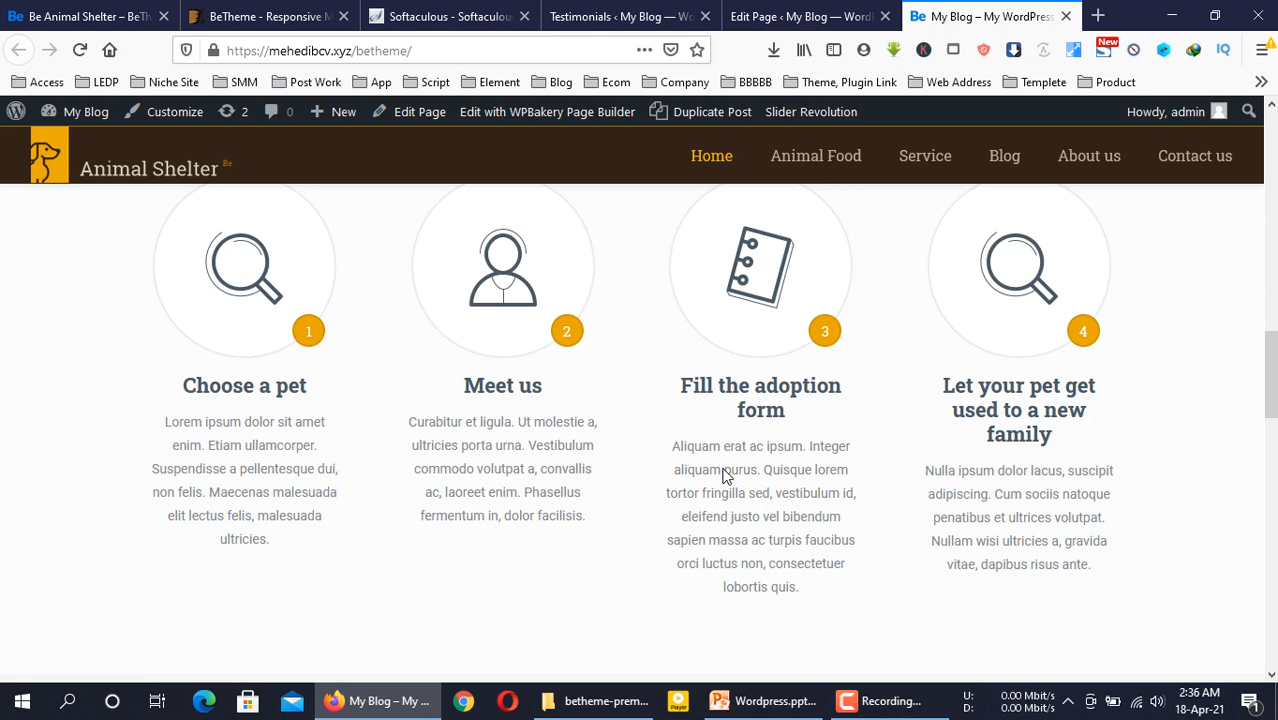 Be Animal Shelter – BeTh
BeTheme - Responsive M
Softaculous - Softaculou
Testimonials ‹ My Blog — Wo
Edit Page ‹ My Blog — Word
Be My Blog – My WordPress
https://mehedibcv.xyz/betheme/
New
IQ
Access
LEDP
Niche Site
SMM
Post Work
App
Script
Element
Blog
Ecom
Company
BBBBB
Theme, Plugin Link
Web Address
Templete
Product
My Blog
Customize
2
0
New
Edit Page
Edit with WPBakery Page Builder
Duplicate Post
Slider Revolution
Howdy, admin
Animal Shelter Be
Home
Animal Food
Service
Blog
About us
Contact us
1
2
3
4
Choose a pet
Lorem ipsum dolor sit amet
enim. Etiam ullamcorper.
Suspendisse a pellentesque dui,
non felis. Maecenas malesuada
elit lectus felis, malesuada
ultricies.
Meet us
Curabitur et ligula. Ut molestie a,
ultricies porta urna. Vestibulum
commodo volutpat a, convallis
ac, laoreet enim. Phasellus
fermentum in, dolor facilisis.
Fill the adoption
form
Aliquam erat ac ipsum. Integer
aliquam purus. Quisque lorem
tortor fringilla sed, vestibulum id,
eleifend justo vel bibendum
sapien massa ac turpis faucibus
orci luctus non, consectetuer
lobortis quis.
Let your pet get
used to a new
family
Nulla ipsum dolor lacus, suscipit
adipiscing. Cum sociis natoque
penatibus et ultrices volutpat.
Nullam wisi ultricies a, gravida
vitae, dapibus risus ante.
My Blog – My ...
betheme-prem...
Player
Wordpress.ppt...
Recording...
U: 0.00 Mbit/s
D: 0.00 Mbit/s
2:36 AM
18-Apr-21
1